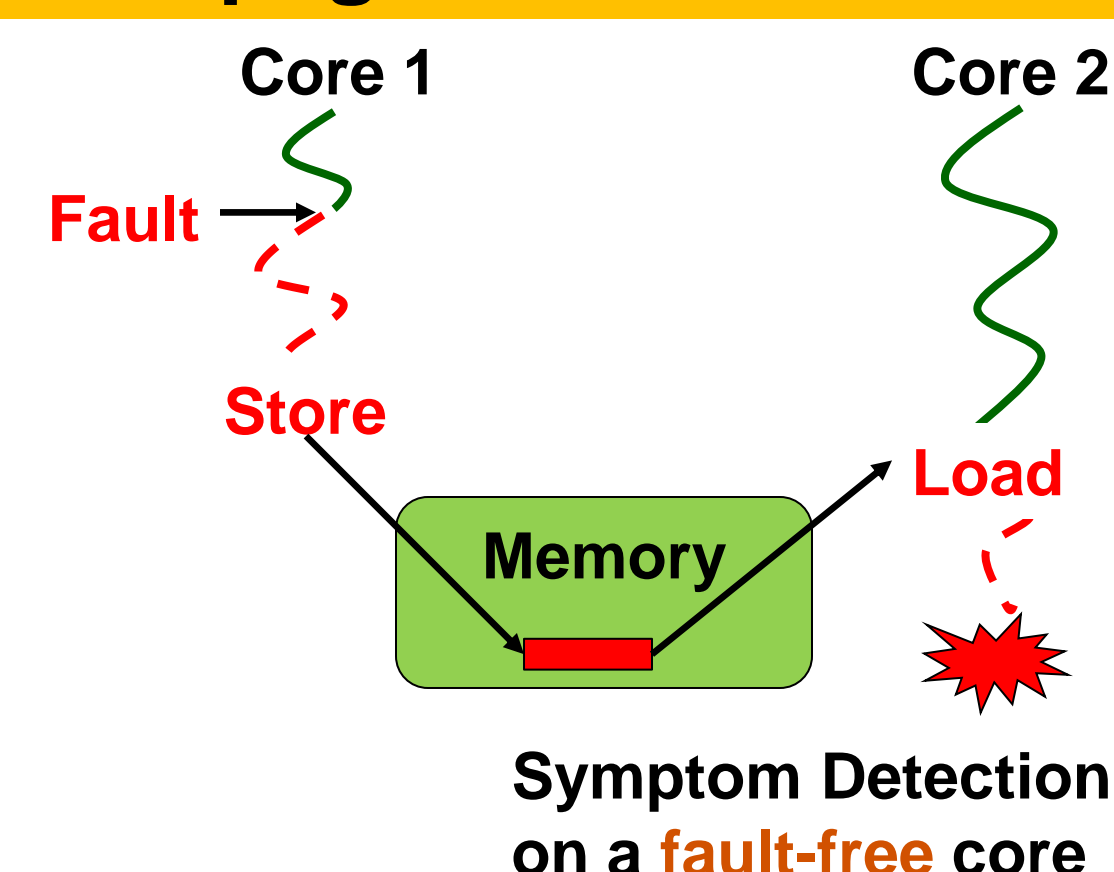 Core 1
Core 2
Fault
Store
Load
Memory
Symptom Detection
on a fault-free core